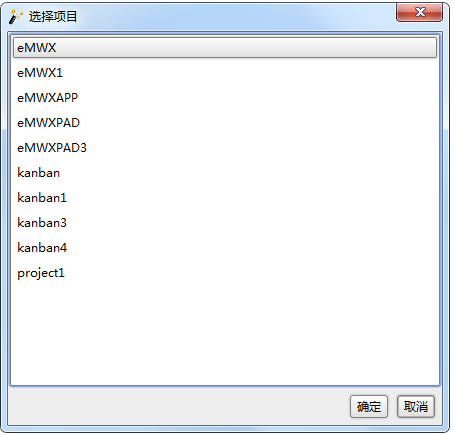 选择项目
eMWX
eMWX1
eMWXAPP
eMWXPAD
eMWXPAD3
kanban
kanban1
kanban3
kanban4
project1
确定 取消